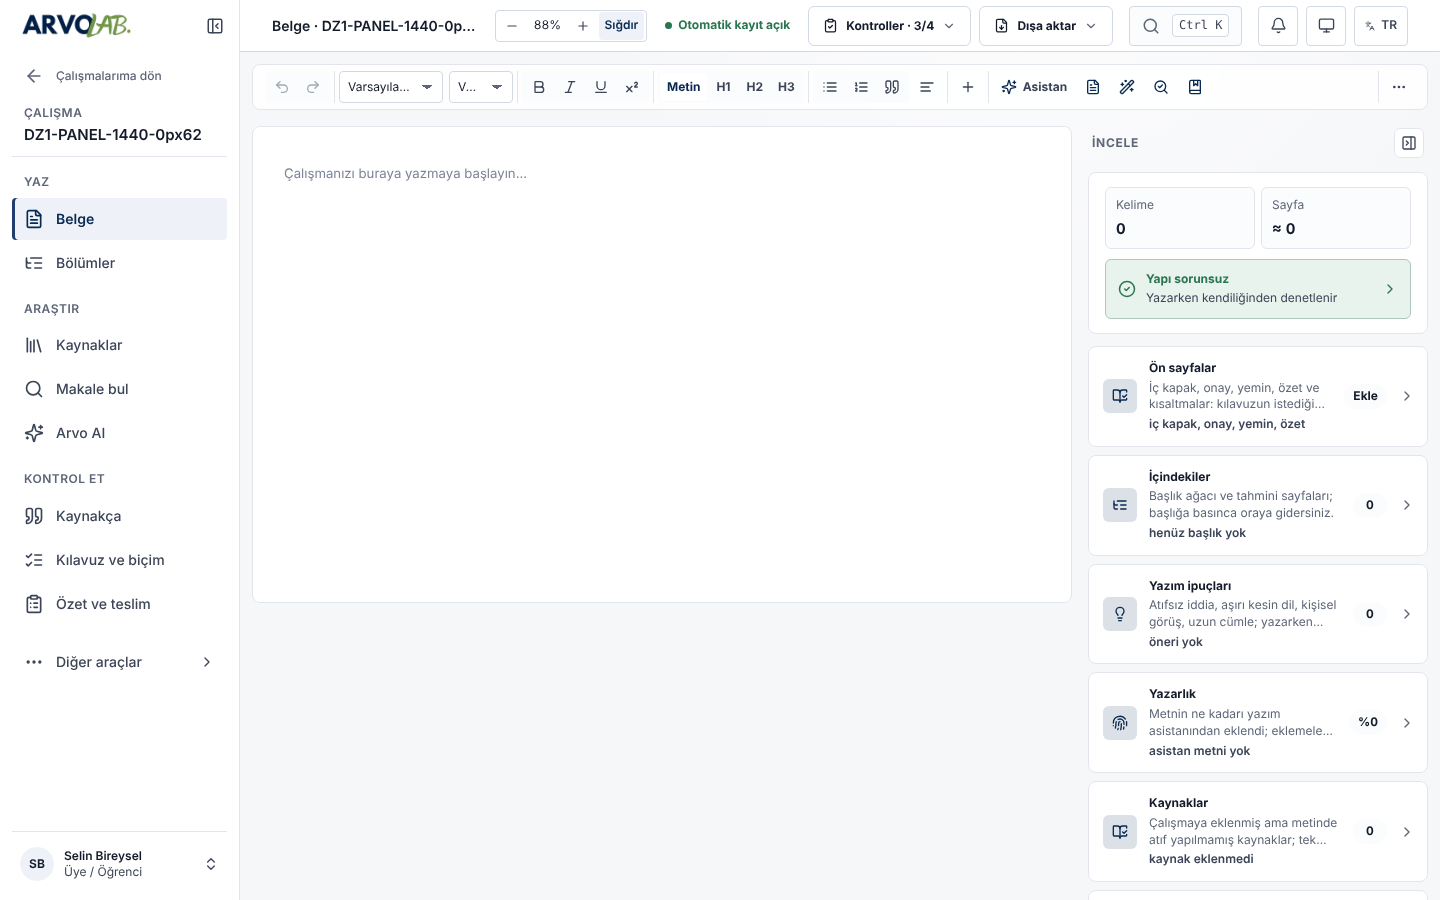 ARVOLAB.
Çalışmalarıma dön
ÇALIŞMA
DZ1-PANEL-1440-0px62
YAZ
Belge
Bölümler
ARAŞTIR
Kaynaklar
Makale bul
Arvo AI
KONTROL ET
Kaynakça
Kılavuz ve biçim
Özet ve teslim
Diğer araçlar
SB
Selin Bireysel
Üye / Öğrenci
Belge · DZ1-PANEL-1440-0p...
88%
Sığdır
Otomatik kayıt açık
Kontroller · 3/4
Dışa aktar
Ctrl K
TR
Varsayıla...
V...
B I U x²
Metin
H1
H2
H3
Asistan
Çalışmanızı buraya yazmaya başlayın...
İNCELE
Kelime
0
Sayfa
≈ 0
Yapı sorunsuz
Yazarken kendiliğinden denetlenir
Ön sayfalar
İç kapak, onay, yemin, özet ve
kısaltmalar: kılavuzun istediği...
iç kapak, onay, yemin, özet
Ekle
İçindekiler
Başlık ağacı ve tahmini sayfaları;
başlığa basınca oraya gidersiniz.
henüz başlık yok
0
Yazım ipuçları
Atıfsız iddia, aşırı kesin dil, kişisel
görüş, uzun cümle; yazarken...
öneri yok
0
Yazarlık
Metnin ne kadarı yazım
asistanından eklendi; eklemele...
asistan metni yok
%0
Kaynaklar
Çalışmaya eklenmiş ama metinde
atıf yapılmamış kaynaklar; tek...
kaynak eklenmedi
0